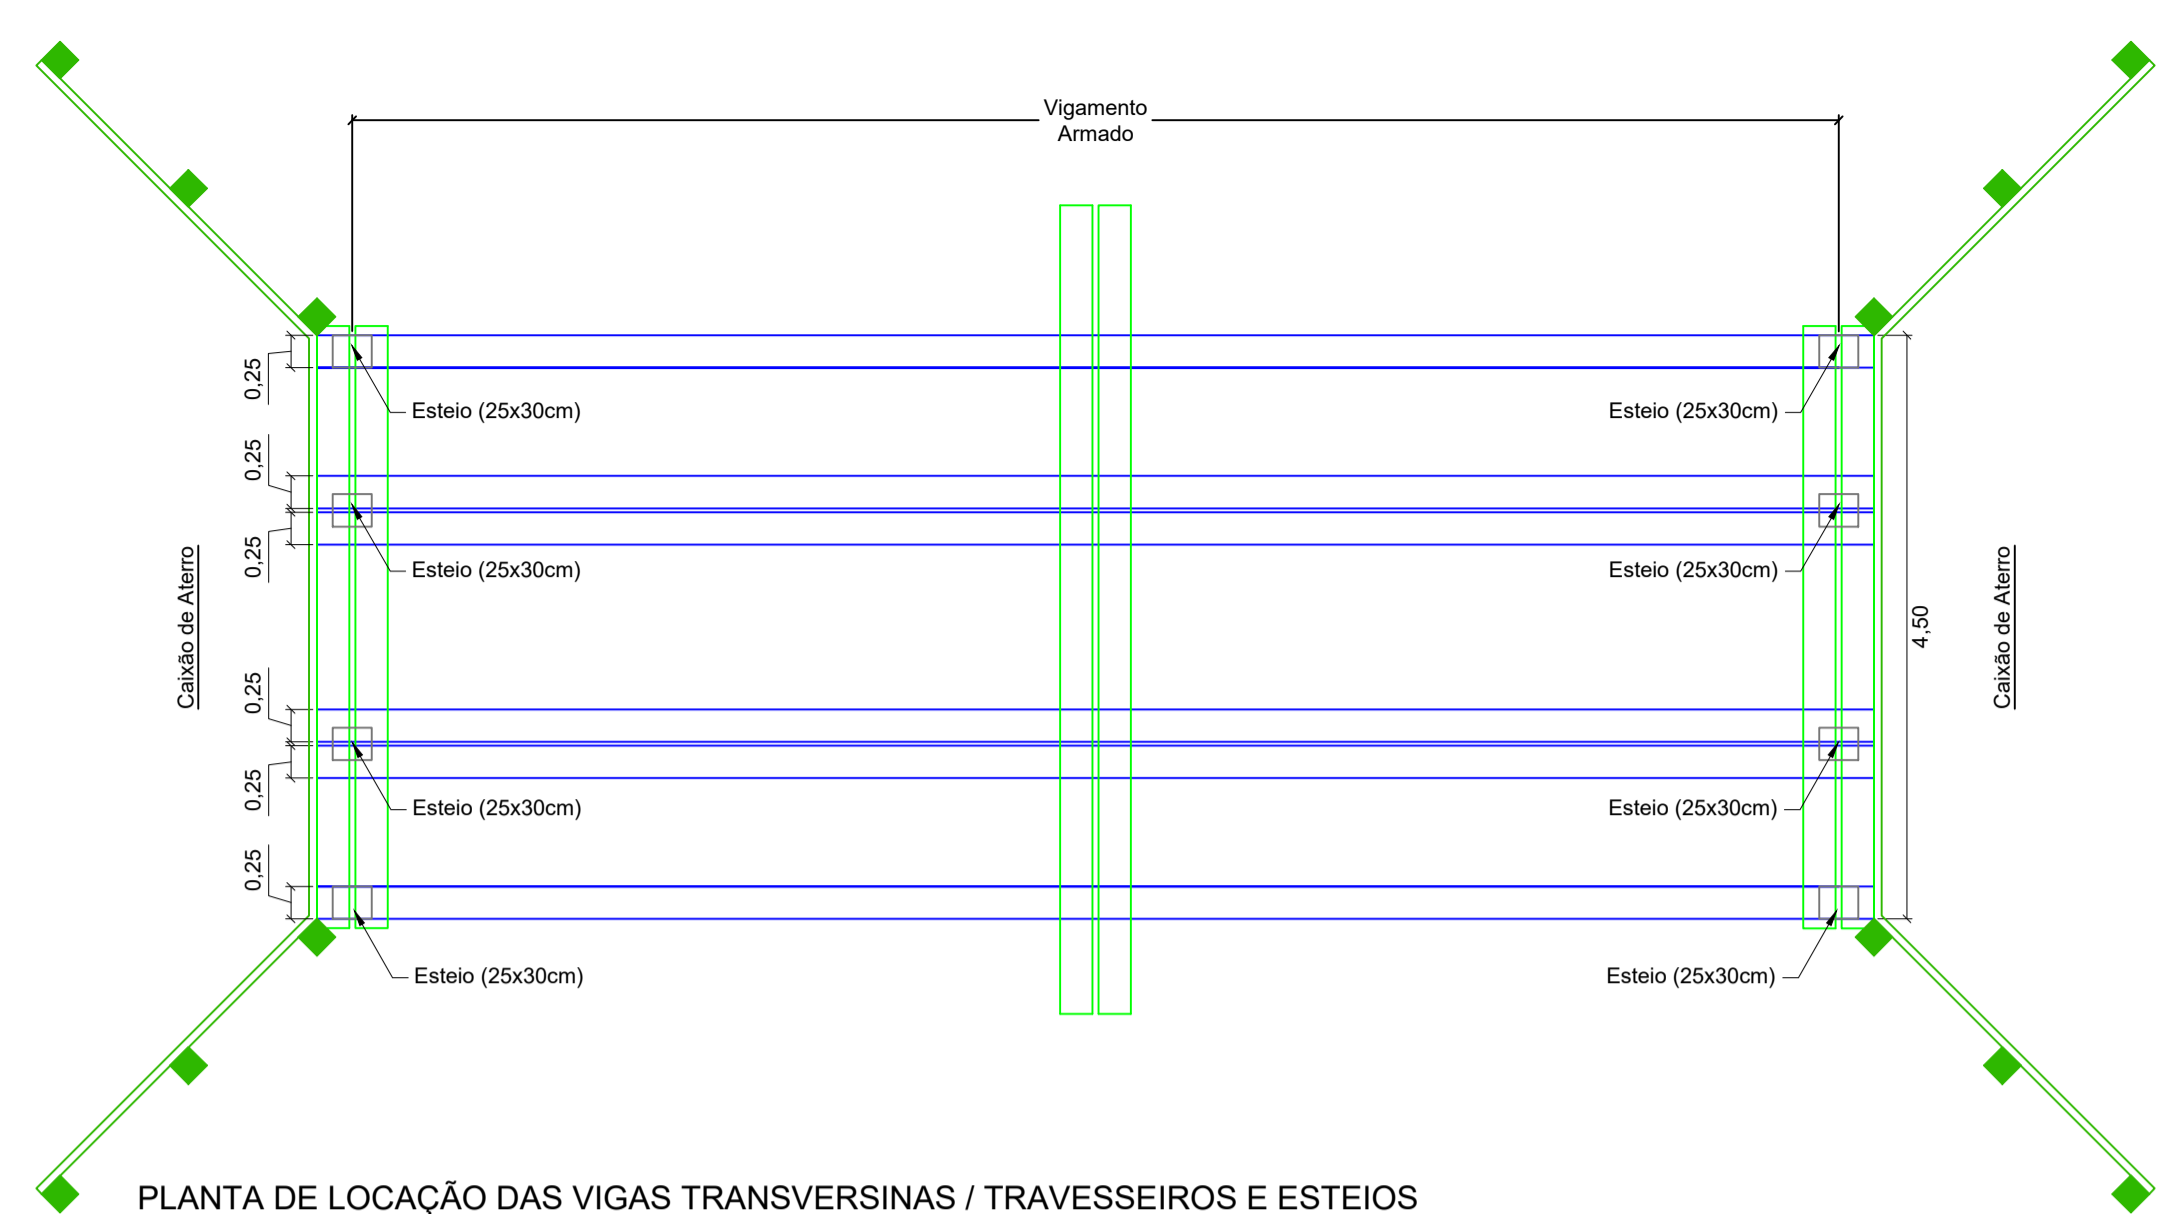 Vigamento
Armado
0,25
Esteio (25x30cm)
Esteio (25x30cm)
0,25
0,25
Esteio (25x30cm)
Esteio (25x30cm)
Caixão de Aterro
4,50
Caixão de Aterro
0,25
0,25
Esteio (25x30cm)
Esteio (25x30cm)
0,25
Esteio (25x30cm)
Esteio (25x30cm)
PLANTA DE LOCAÇÃO DAS VIGAS TRANSVERSINAS / TRAVESSEIROS E ESTEIOS